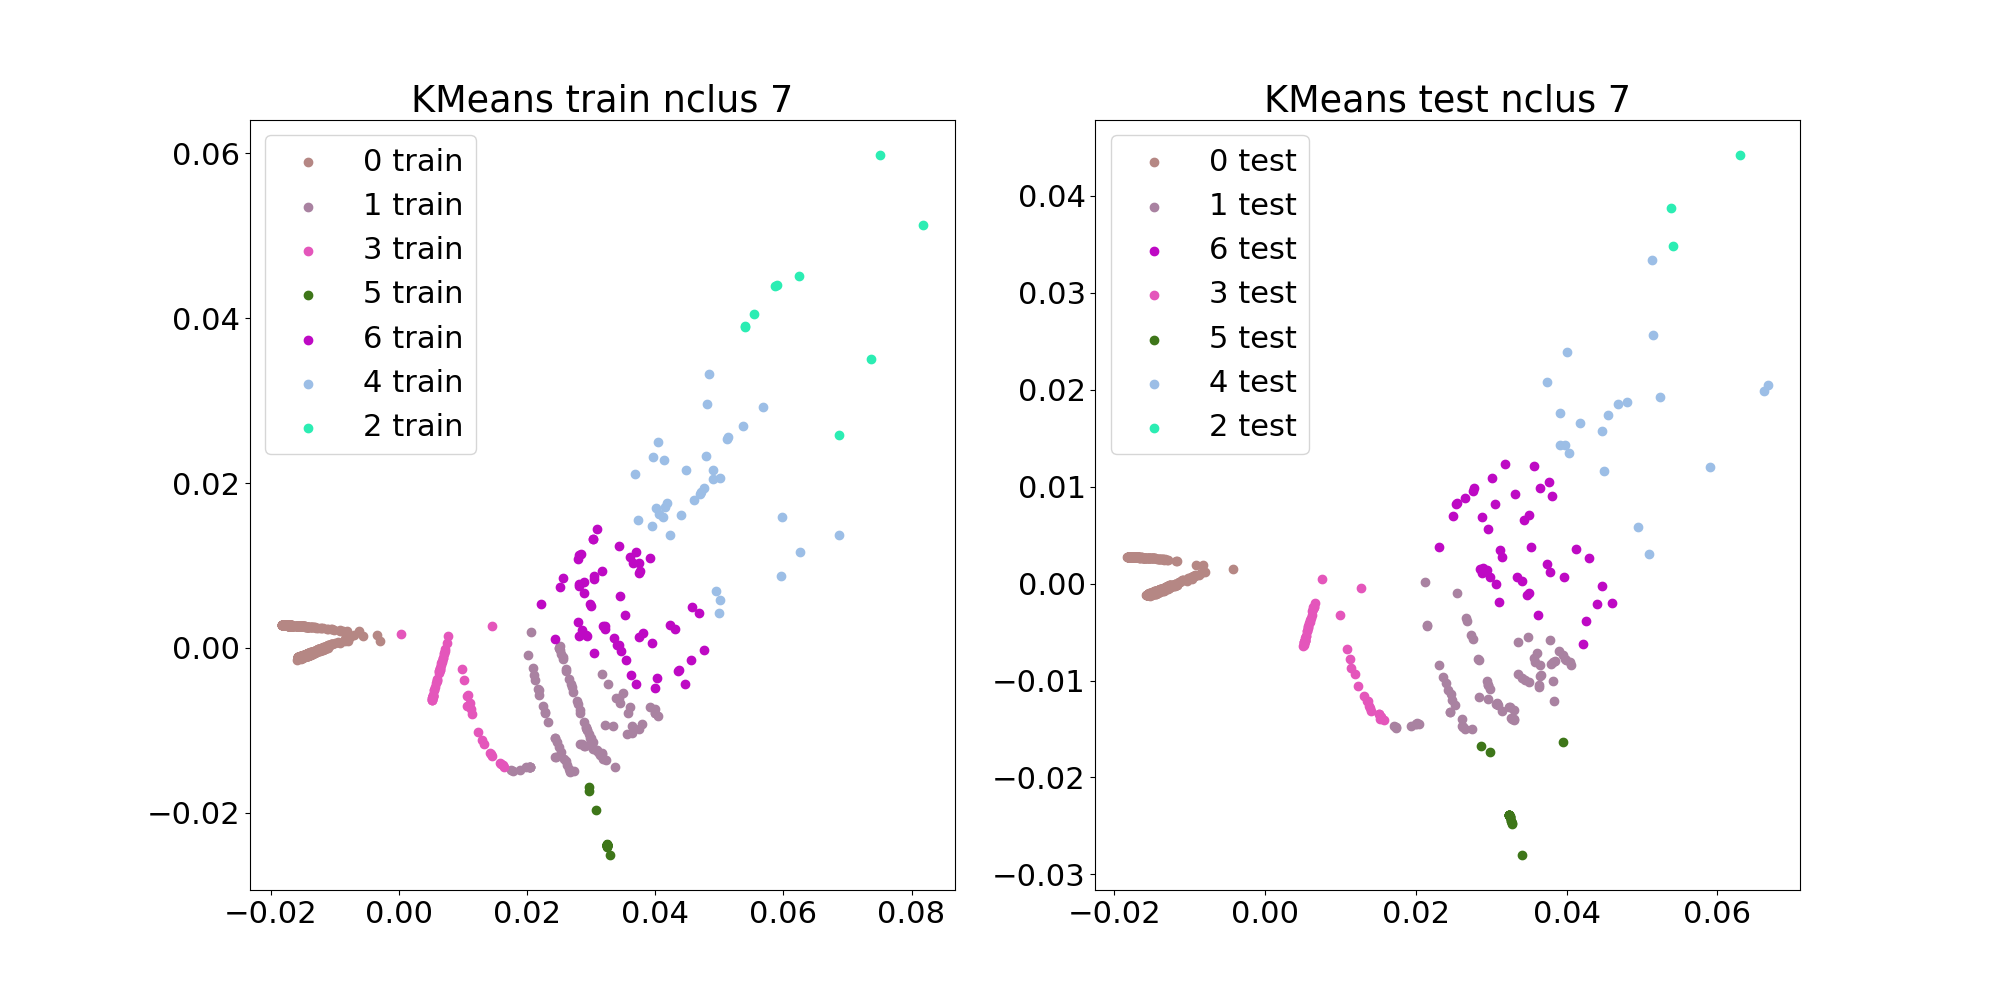 KMeans train nclus 7
0.06
0.04
0.02
0.00
−0.02
0 train
1 train
3 train
5 train
6 train
4 train
2 train
−0.02 0.00 0.02 0.04 0.06 0.08
KMeans test nclus 7
0.04
0.03
0.02
0.01
0.00
−0.01
−0.02
−0.03
0 test
1 test
6 test
3 test
5 test
4 test
2 test
−0.02 0.00 0.02 0.04 0.06